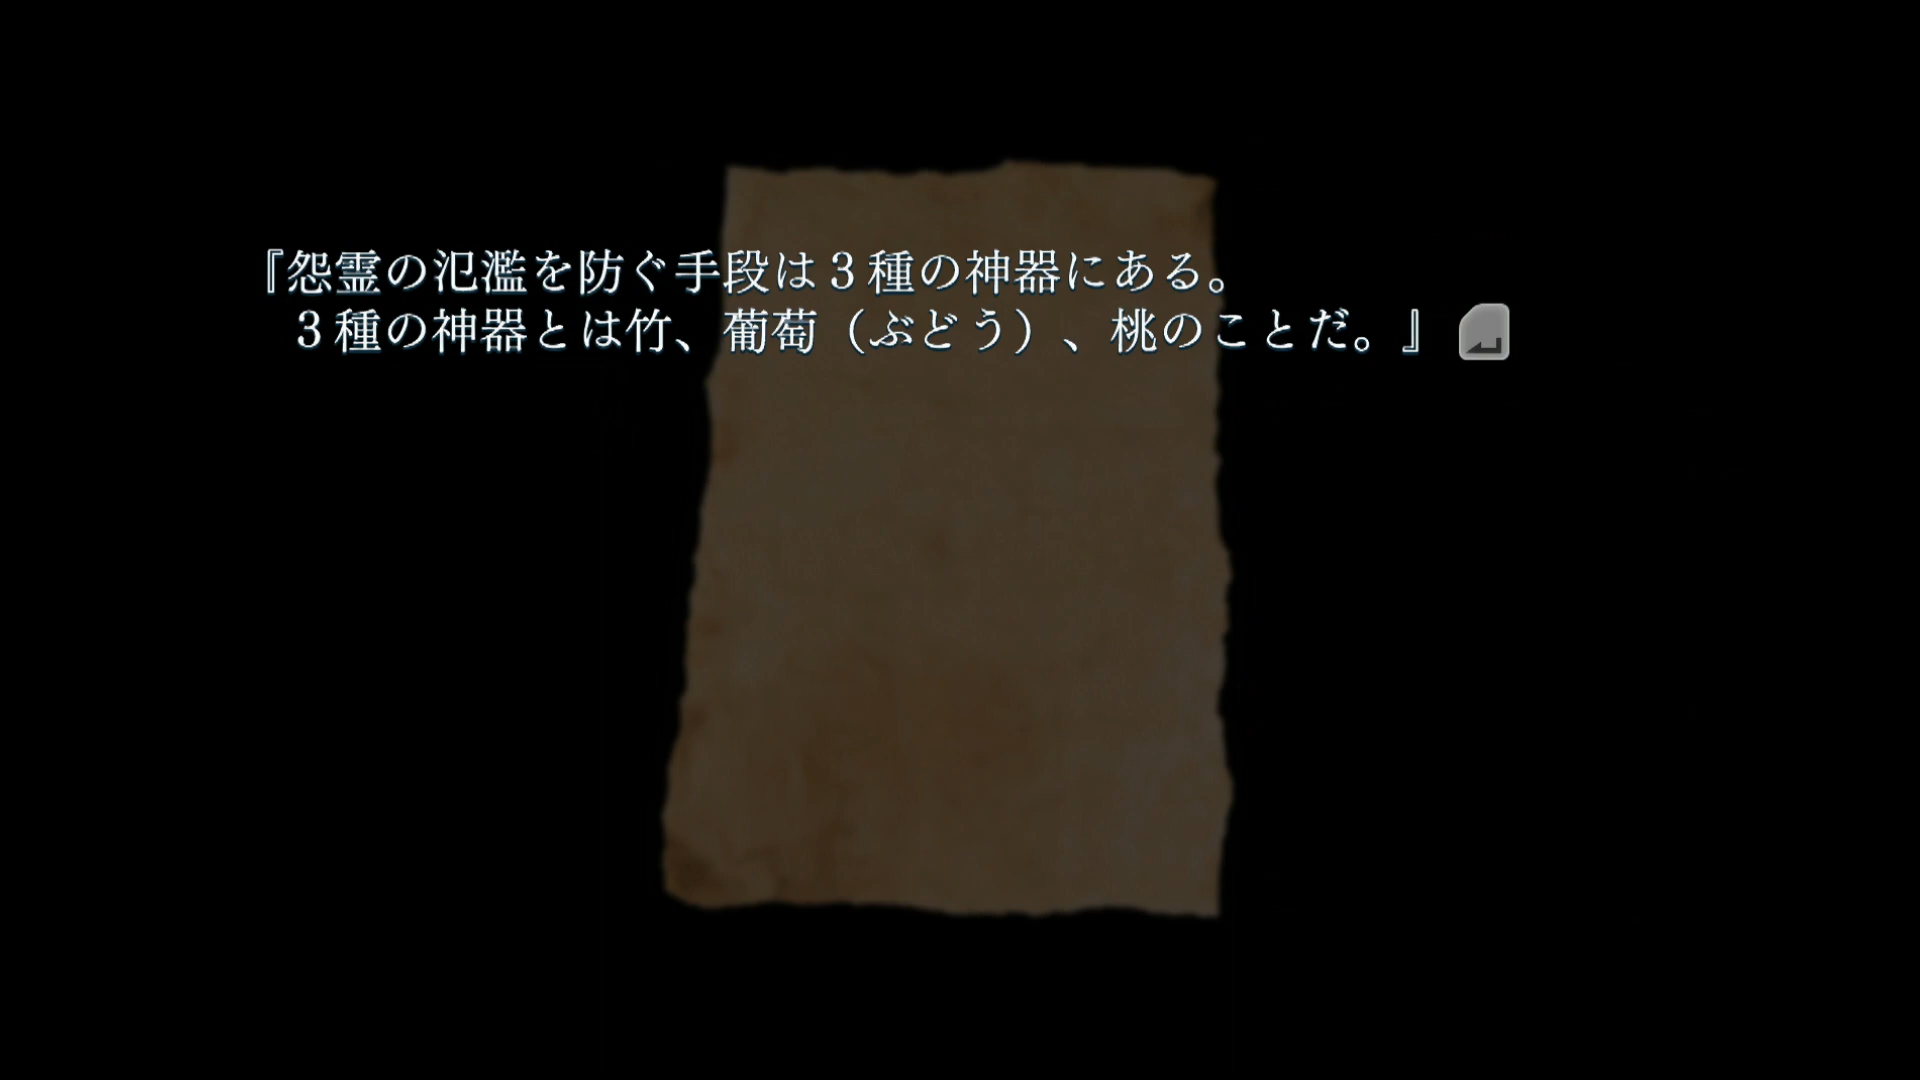 『怨霊の氾濫を防ぐ手段は３種の神器にある。
３種の神器とは竹、葡萄（ぶどう）、桃のことだ。』